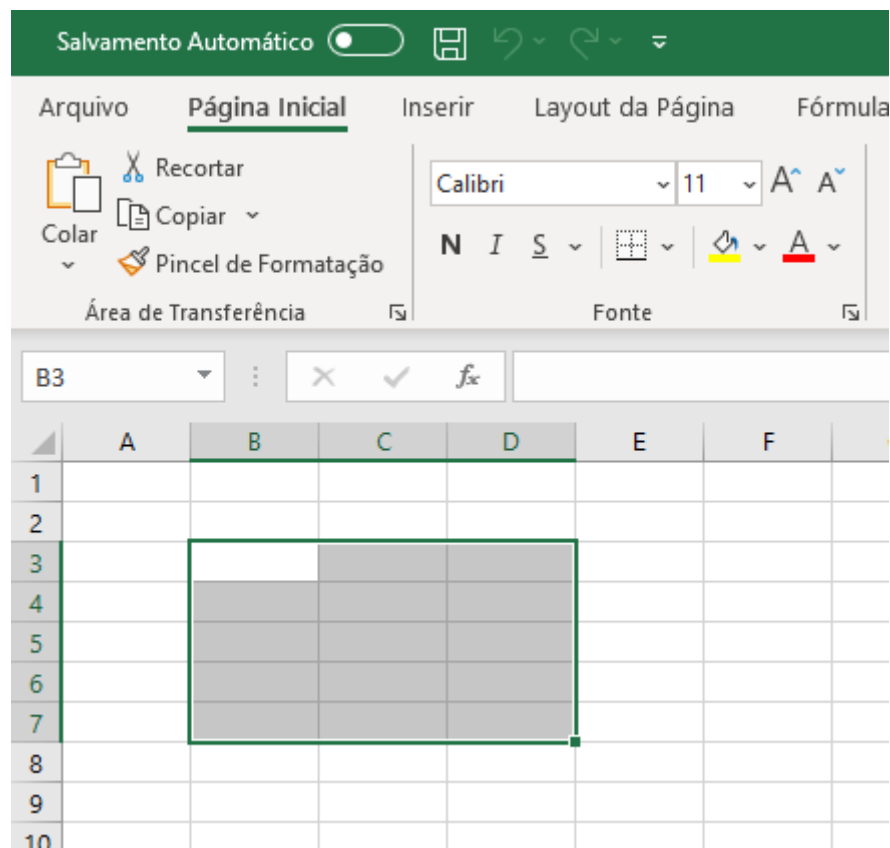 Salvamento Automático
Arquivo Página Inicial Inserir Layout da Página Fórmula
Recortar
Copiar
Colar
Pincel de Formatação
Área de Transferência
Calibri 11 A A
N I S A
Fonte
B3 fx
A B C D E F
1
2
3
4
5
6
7
8
9
10